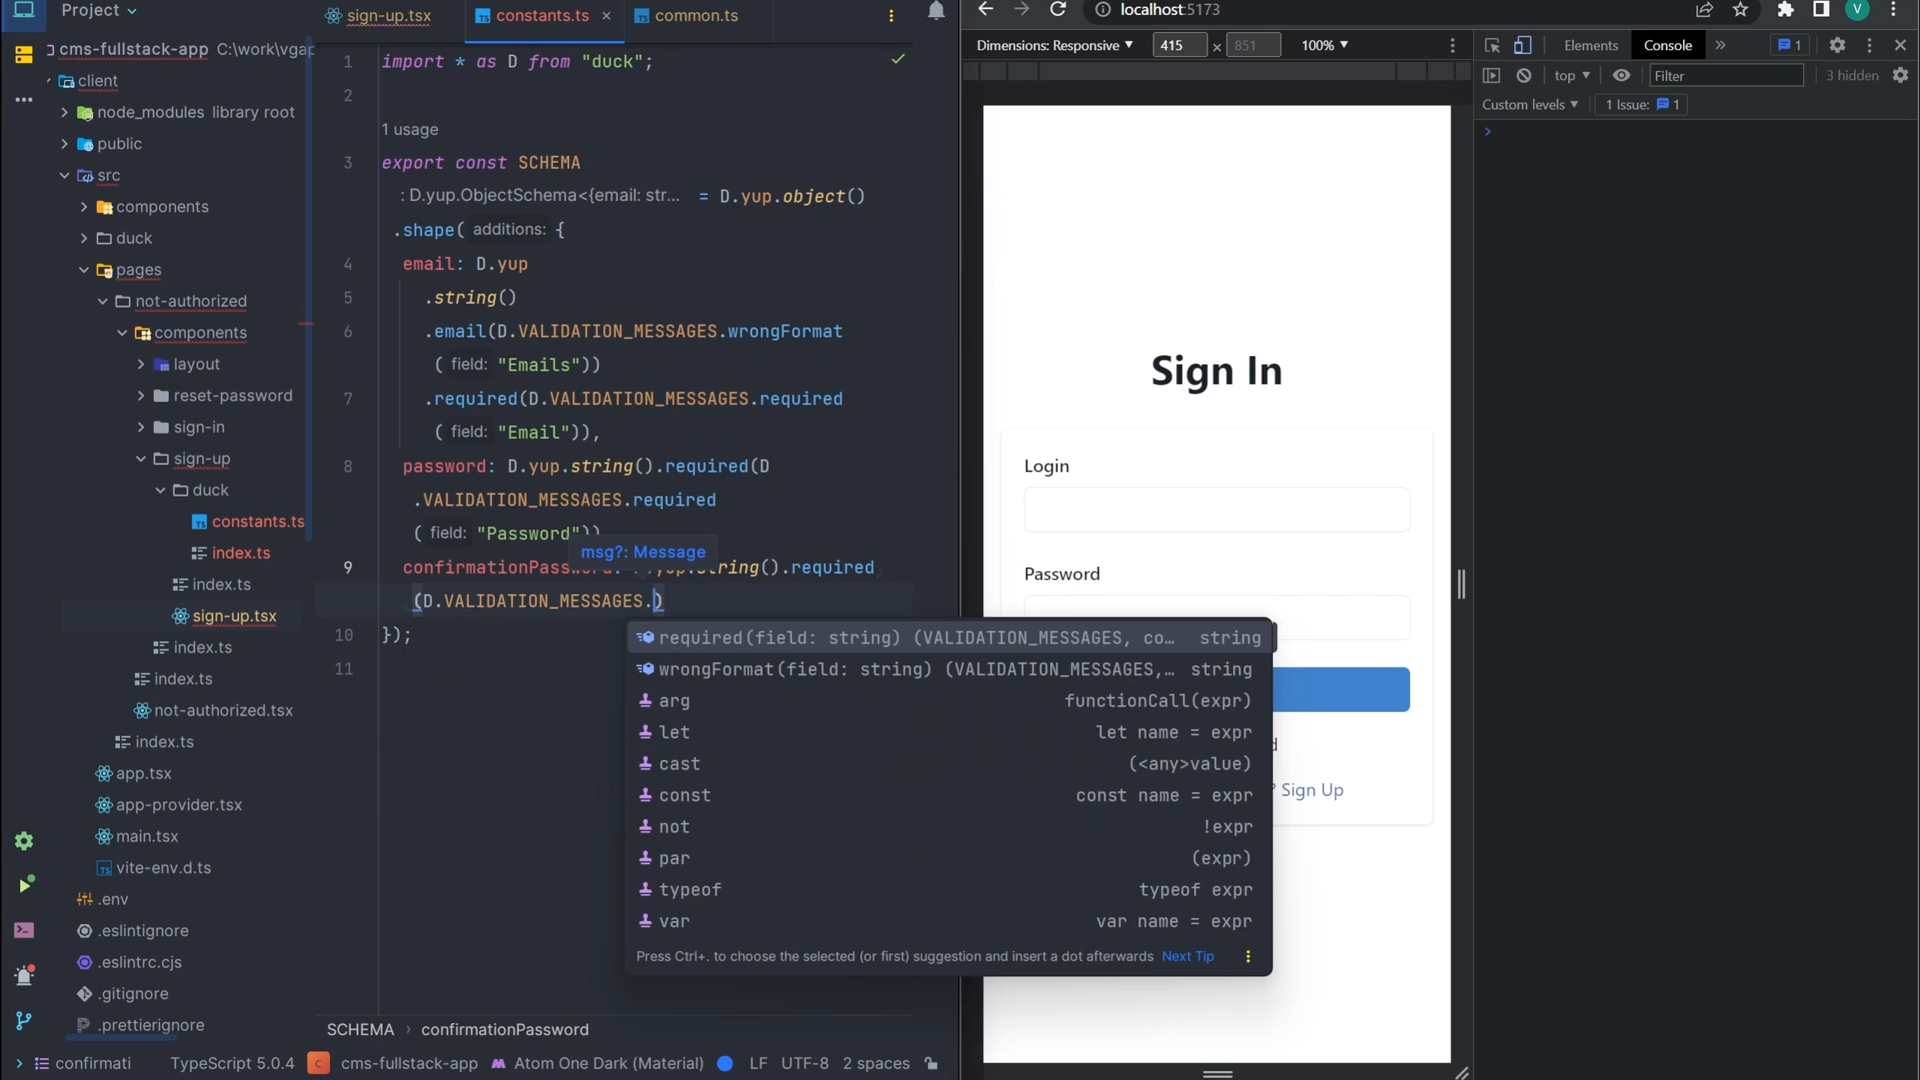 Project
sign-up.tsx
constants.ts
common.ts
cms-fullstack-app C:\work\vgap
client
node_modules library root
public
src
components
duck
pages
not-authorized
components
layout
reset-password
sign-in
sign-up
duck
constants.ts
index.ts
index.ts
sign-up.tsx
index.ts
index.ts
not-authorized.tsx
index.ts
app.tsx
app-provider.tsx
main.tsx
vite-env.d.ts
.env
.eslintignore
.eslintrc.cjs
.gitignore
.prettierignore
1 import * as D from "duck";
2
1 usage
3 export const SCHEMA
: D.yup.ObjectSchema<{email: str... = D.yup.object()
.shape( additions: {
4 email: D.yup
5 .string()
6 .email(D.VALIDATION_MESSAGES.wrongFormat
( field: "Emails"))
7 .required(D.VALIDATION_MESSAGES.required
( field: "Email")),
8 password: D.yup.string().required(D
.VALIDATION_MESSAGES.required
( field: "Password"))
msg?: Message
9 confirmationPassword: .yup.string().required
(D.VALIDATION_MESSAGES.)
10 });
11
required(field: string) (VALIDATION_MESSAGES, co... string
wrongFormat(field: string) (VALIDATION_MESSAGES,... string
arg functionCall(expr)
let let name = expr
cast (<any>value)
const const name = expr
not !expr
par (expr)
typeof typeof expr
var var name = expr
Press Ctrl+. to choose the selected (or first) suggestion and insert a dot afterwards Next Tip
SCHEMA › confirmationPassword
confirmati TypeScript 5.0.4 C cms-fullstack-app Atom One Dark (Material) LF UTF-8 2 spaces
localhost:5173
V
Dimensions: Responsive 415 × 851 100%
Sign In
Login
Password
d
? Sign Up
Elements Console » 1
top Filter 3 hidden
Custom levels 1 Issue: 1